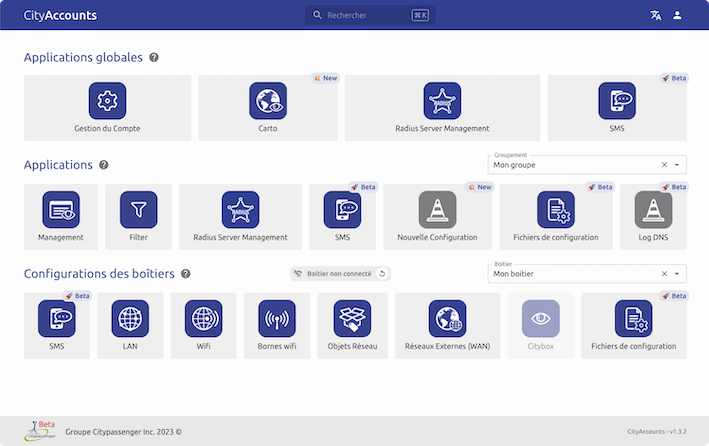 CityAccounts
Rechercher
⌘K
Applications globales
New
Beta
Gestion du Compte
Carto
RADIUS
Radius Server Management
SMS
Applications
Groupement
Mon groupe
Beta
New
Beta
Beta
Management
Filter
RADIUS
Radius Server Management
SMS
Nouvelle Configuration
Fichiers de configuration
Log DNS
Configurations des boîtiers
Boitier non connecté
Boitier
Mon boitier
Beta
Beta
SMS
LAN
Wifi
Bornes wifi
Objets Réseau
Réseaux Externes (WAN)
Citybox
Fichiers de configuration
Beta
citypassenger
Groupe Citypassenger Inc. 2023 ©
CityAccounts - v1.3.2